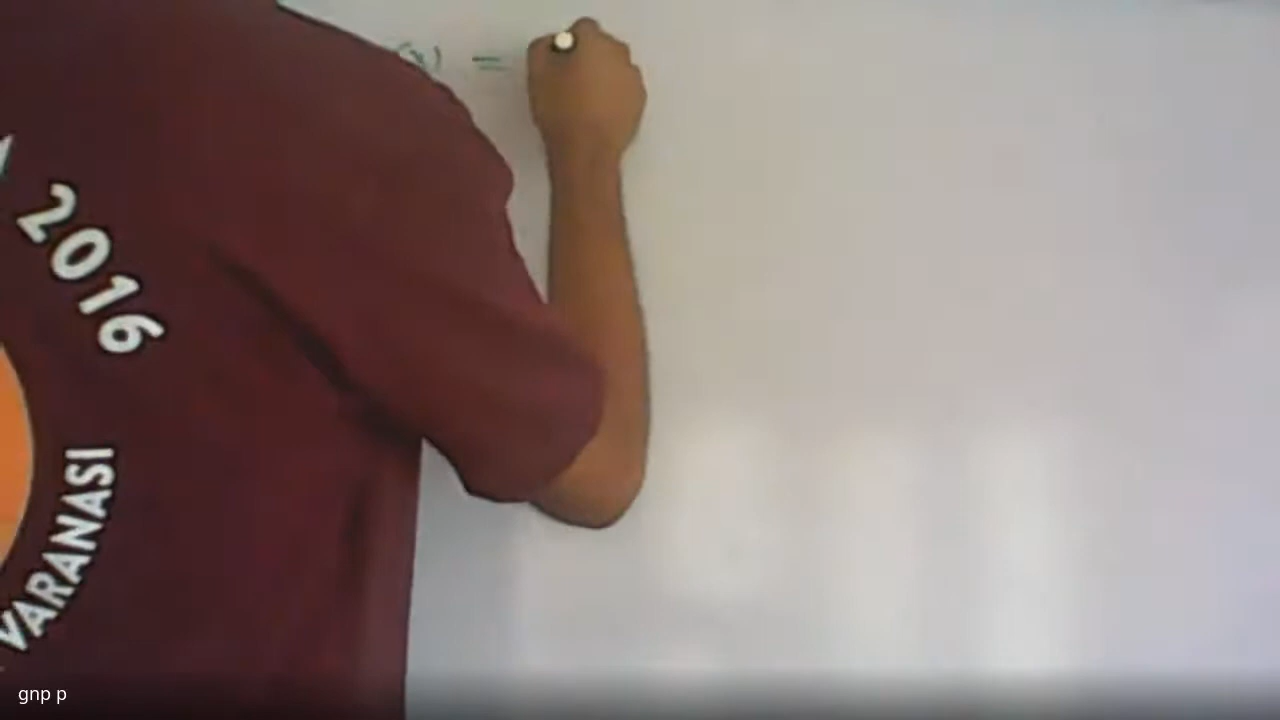 (x) =
2016
VARANASI
gnp p